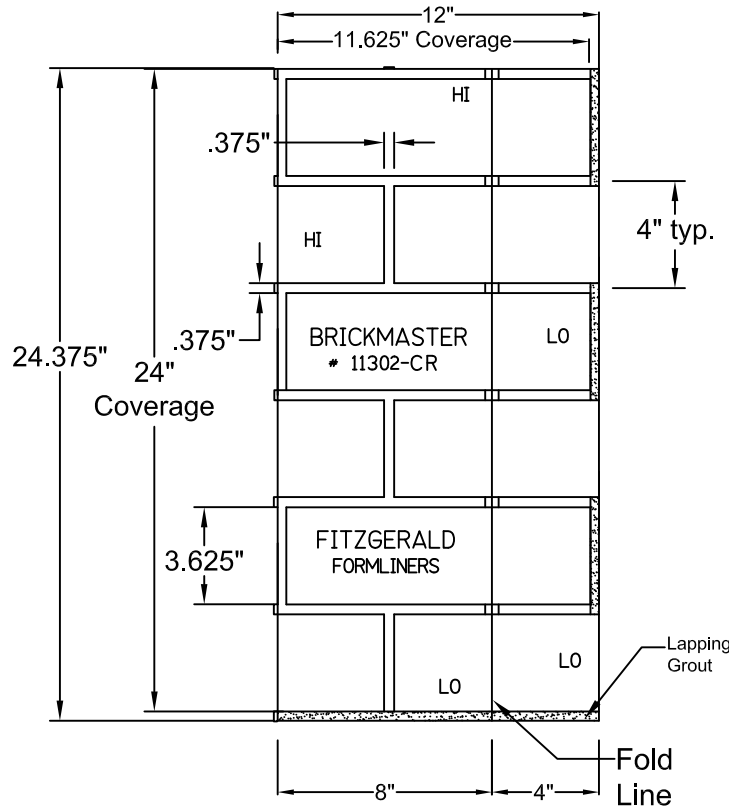 12"
11.625" Coverage
HI
.375"
4" typ.
HI
.375"
BRICKMASTER
# 11302-CR
LO
24.375"
24"
Coverage
3.625"
FITZGERALD
FORMLINERS
LO
LO
Lapping
Grout
Fold
Line
8"
4"